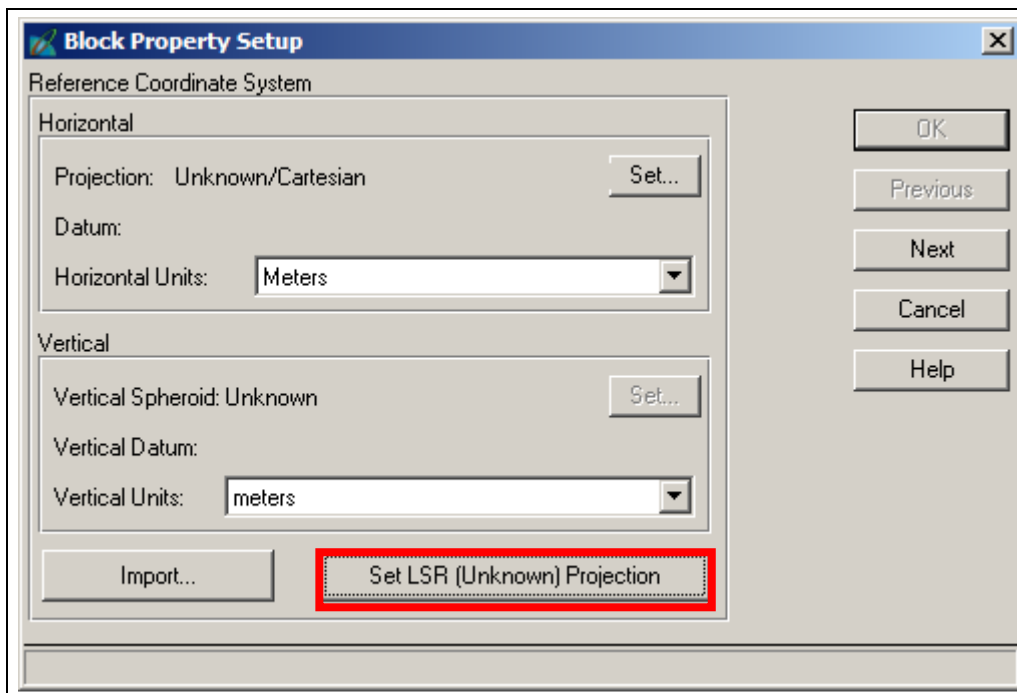 Block Property Setup
Reference Coordinate System
Horizontal
Projection: Unknown/Cartesian
Set...
Datum:
Horizontal Units: Meters
Vertical
Vertical Spheroid: Unknown
Set...
Vertical Datum:
Vertical Units: meters
Import...
Set LSR (Unknown) Projection
OK
Previous
Next
Cancel
Help